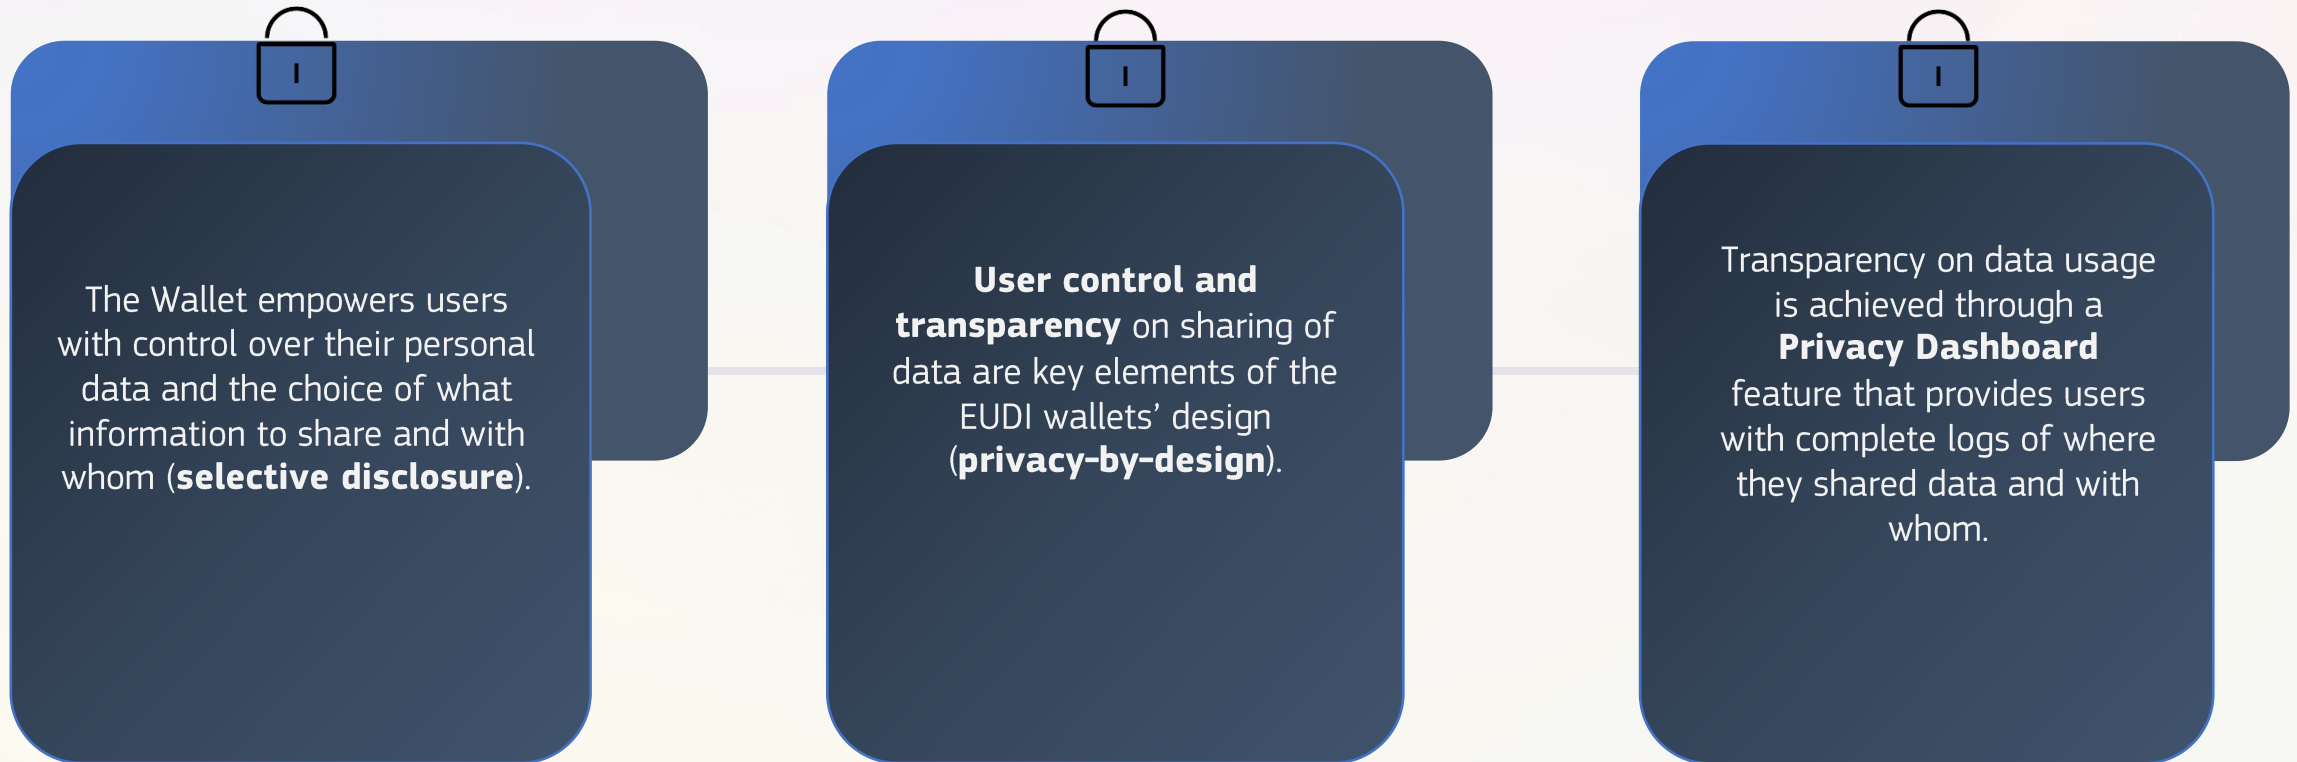 The Wallet empowers users
with control over their personal
data and the choice of what
information to share and with
whom (selective disclosure).
User control and
transparency on sharing of
data are key elements of the
EUDI wallets’ design
(privacy-by-design).
Transparency on data usage
is achieved through a
Privacy Dashboard
feature that provides users
with complete logs of where
they shared data and with
whom.